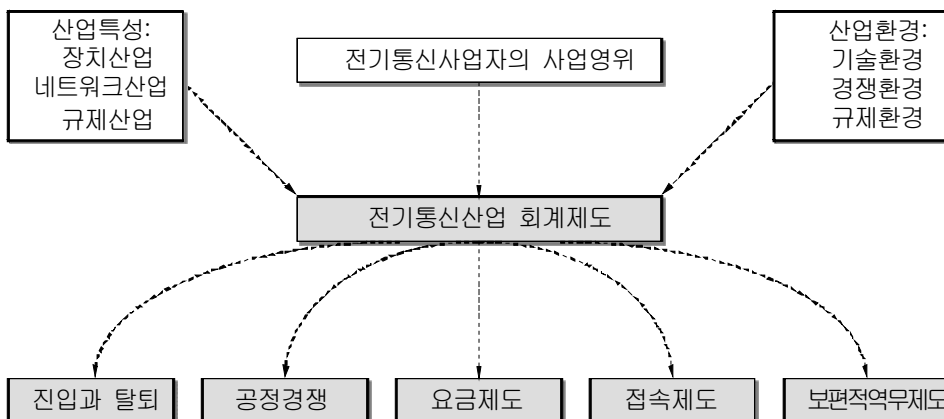 산업특성:
장치산업
네트워크산업
규제산업
전기통신사업자의 사업영위
산업환경:
기술환경
경쟁환경
규제환경
전기통신산업 회계제도
진입과 탈퇴
공정경쟁
요금제도
접속제도
보편적역무제도